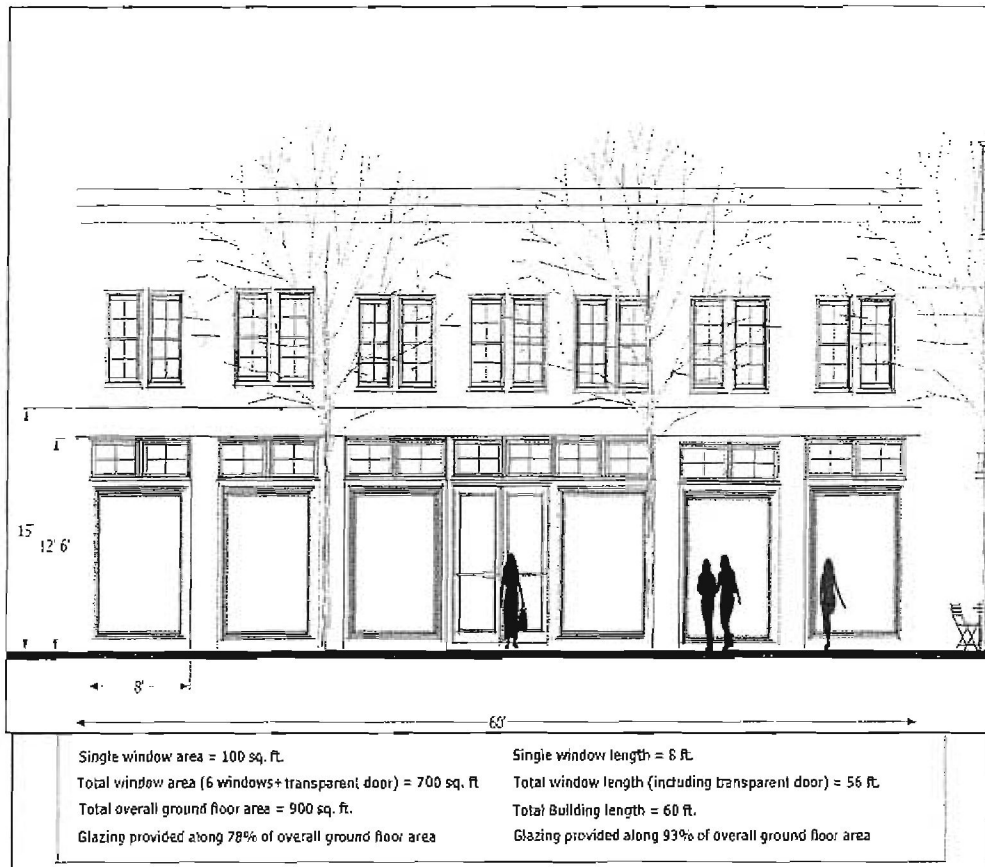 15'
12' 6'
8'
60'
Single window area = 100 sq. ft.
Total window area (6 windows+transparent door) = 700 sq. ft
Total overall ground floor area = 900 sq. ft.
Glazing provided along 78% of overall ground floor area
Single window length = 8 ft.
Total window length (including transparent door) = 56 ft.
Total Building length = 60 ft.
Glazing provided along 93% of overall ground floor area